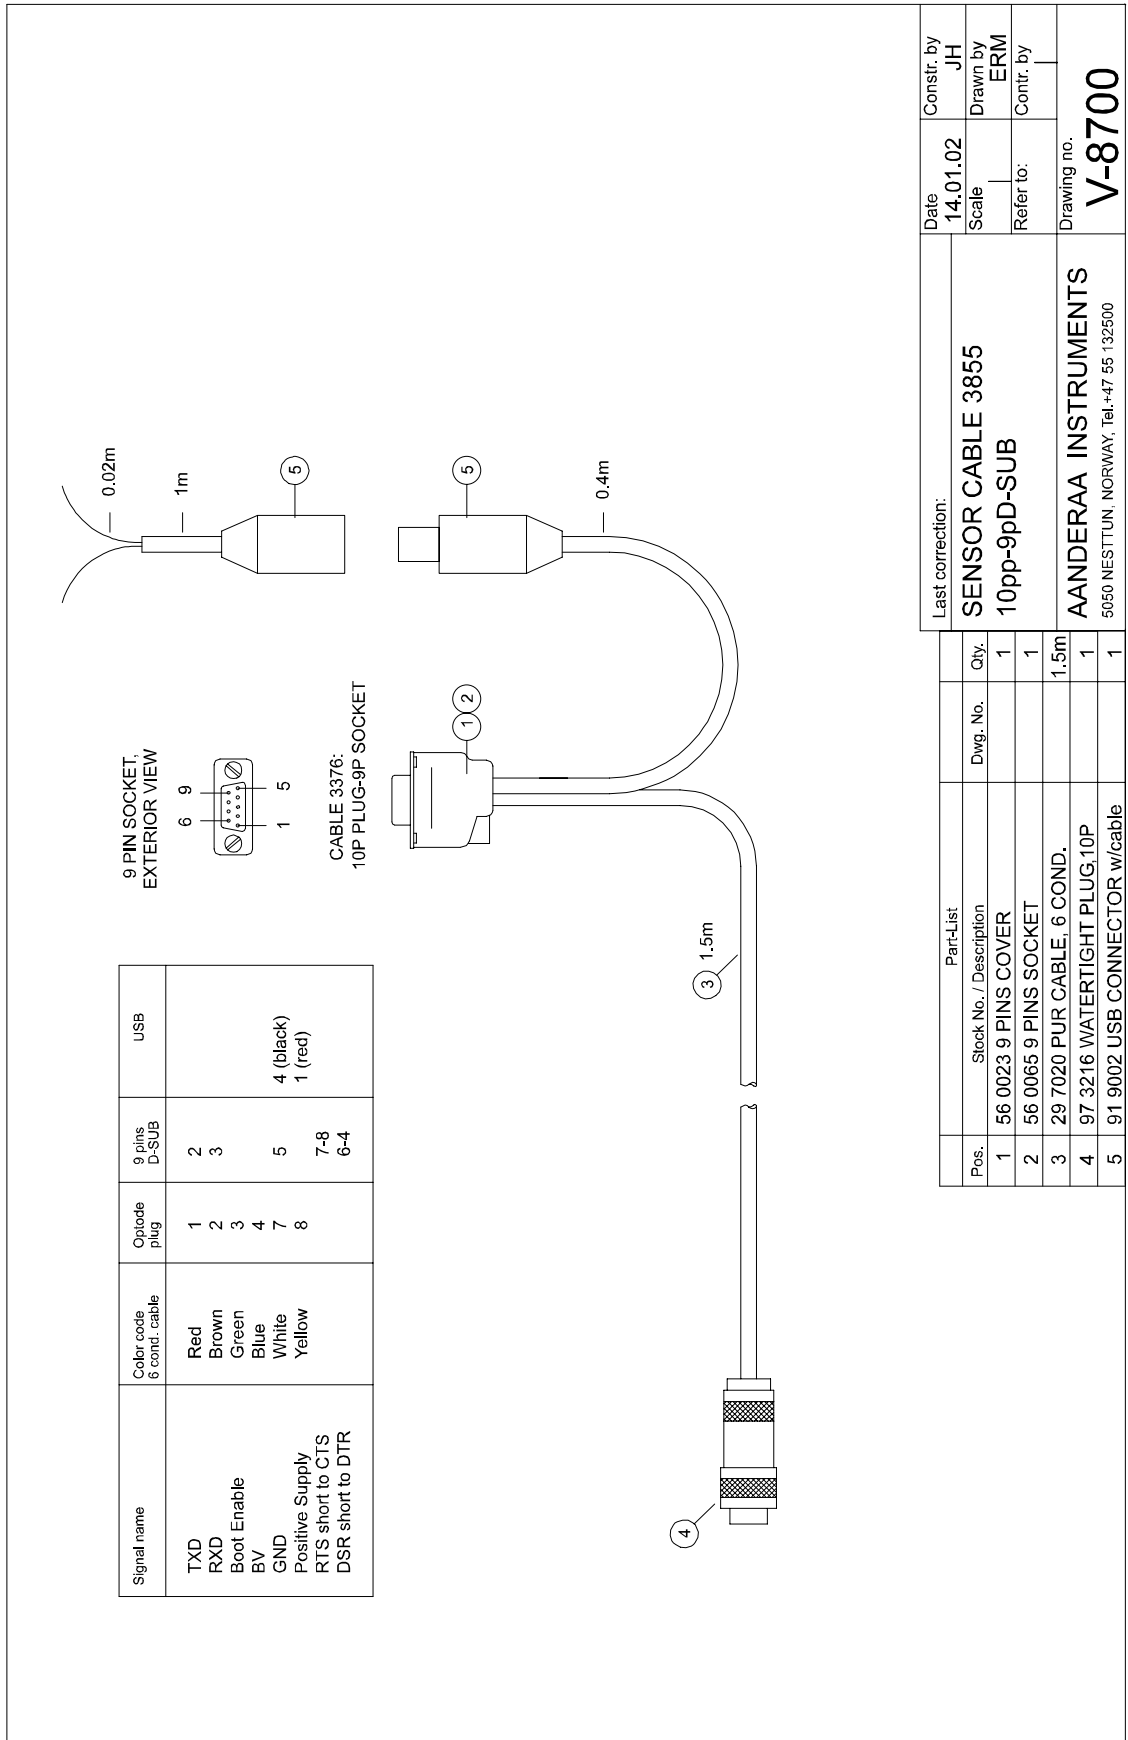 Signal name
Color code
6 cond. cable
Optode
plug
9 pins
D-SUB
USB
TXD Red 1 2
RXD Brown 2 3
Boot Enable Green 3
BV Blue 4
GND White 7 5 4 (black)
Positive Supply Yellow 8 1 (red)
RTS short to CTS 7-8
DSR short to DTR 6-4
9 PIN SOCKET,
EXTERIOR VIEW
6 9
1 5
CABLE 3376:
10P PLUG-9P SOCKET
0.02m
1m
5
5
0.4m
1 2
3 1.5m
4
Part-List
Pos. Stock No. / Description Dwg. No. Qty.
1 56 0023 9 PINS COVER 1
2 56 0065 9 PINS SOCKET 1
3 29 7020 PUR CABLE, 6 COND. 1.5m
4 97 3216 WATERTIGHT PLUG,10P 1
5 91 9002 USB CONNECTOR w/cable 1
Last correction:
SENSOR CABLE 3855
10pp-9pD-SUB
AANDERAA INSTRUMENTS
5050 NESTTUN, NORWAY, Tel.+47 55 132500
Date
14.01.02
Constr. by
JH
Scale
Drawn by
ERM
Refer to:
Contr. by
Drawing no.
V-8700